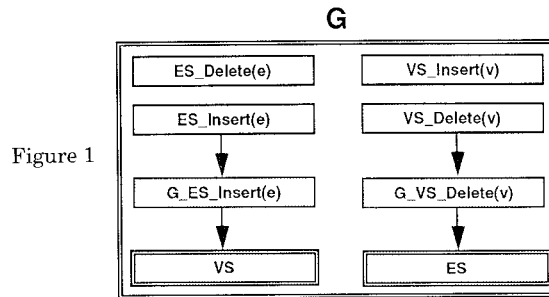 G
ES_Delete(e) VS_Insert(v)
ES_Insert(e) VS_Delete(v)
Figure 1
G_ES_Insert(e) G_VS_Delete(v)
VS ES